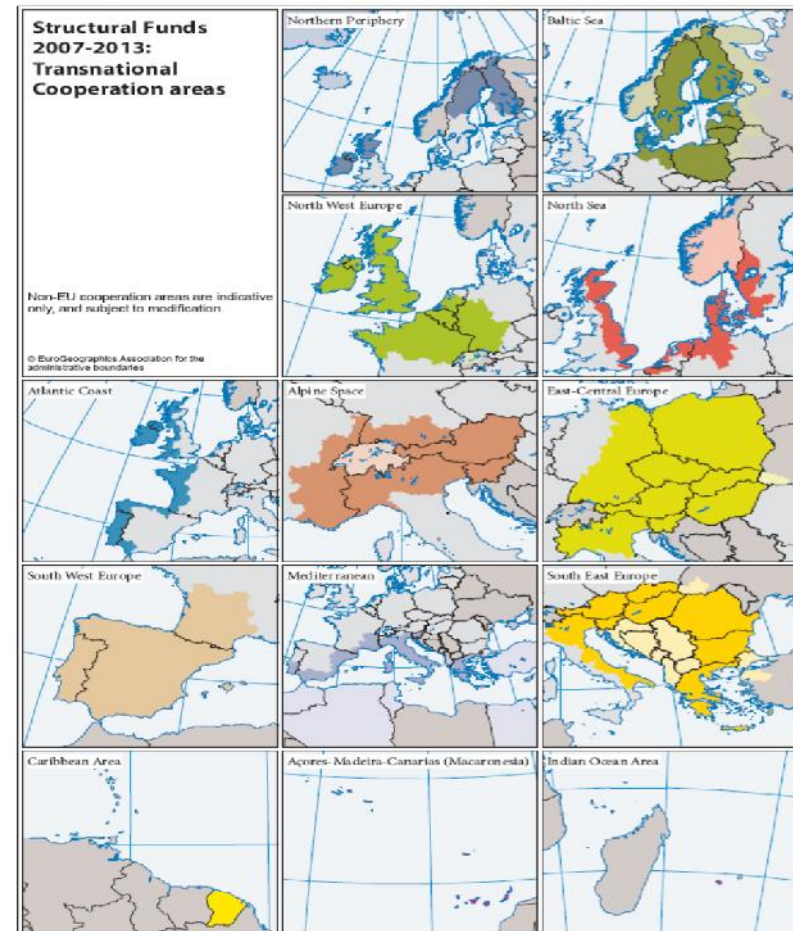 Structural Funds
2007-2013:
Transnational
Cooperation areas
Non-EU cooperation areas are indicative
only, and subject to modification.
© EuroGeographics Association for the
administrative boundaries
Northern Periphery
Baltic Sea
North West Europe
North Sea
Atlantic Coast
Alpine Space
East-Central Europe
South West Europe
Mediterranean
South East Europe
Caribbean Area
Açores-Madeira-Canarias (Macaronesia)
Indian Ocean Area